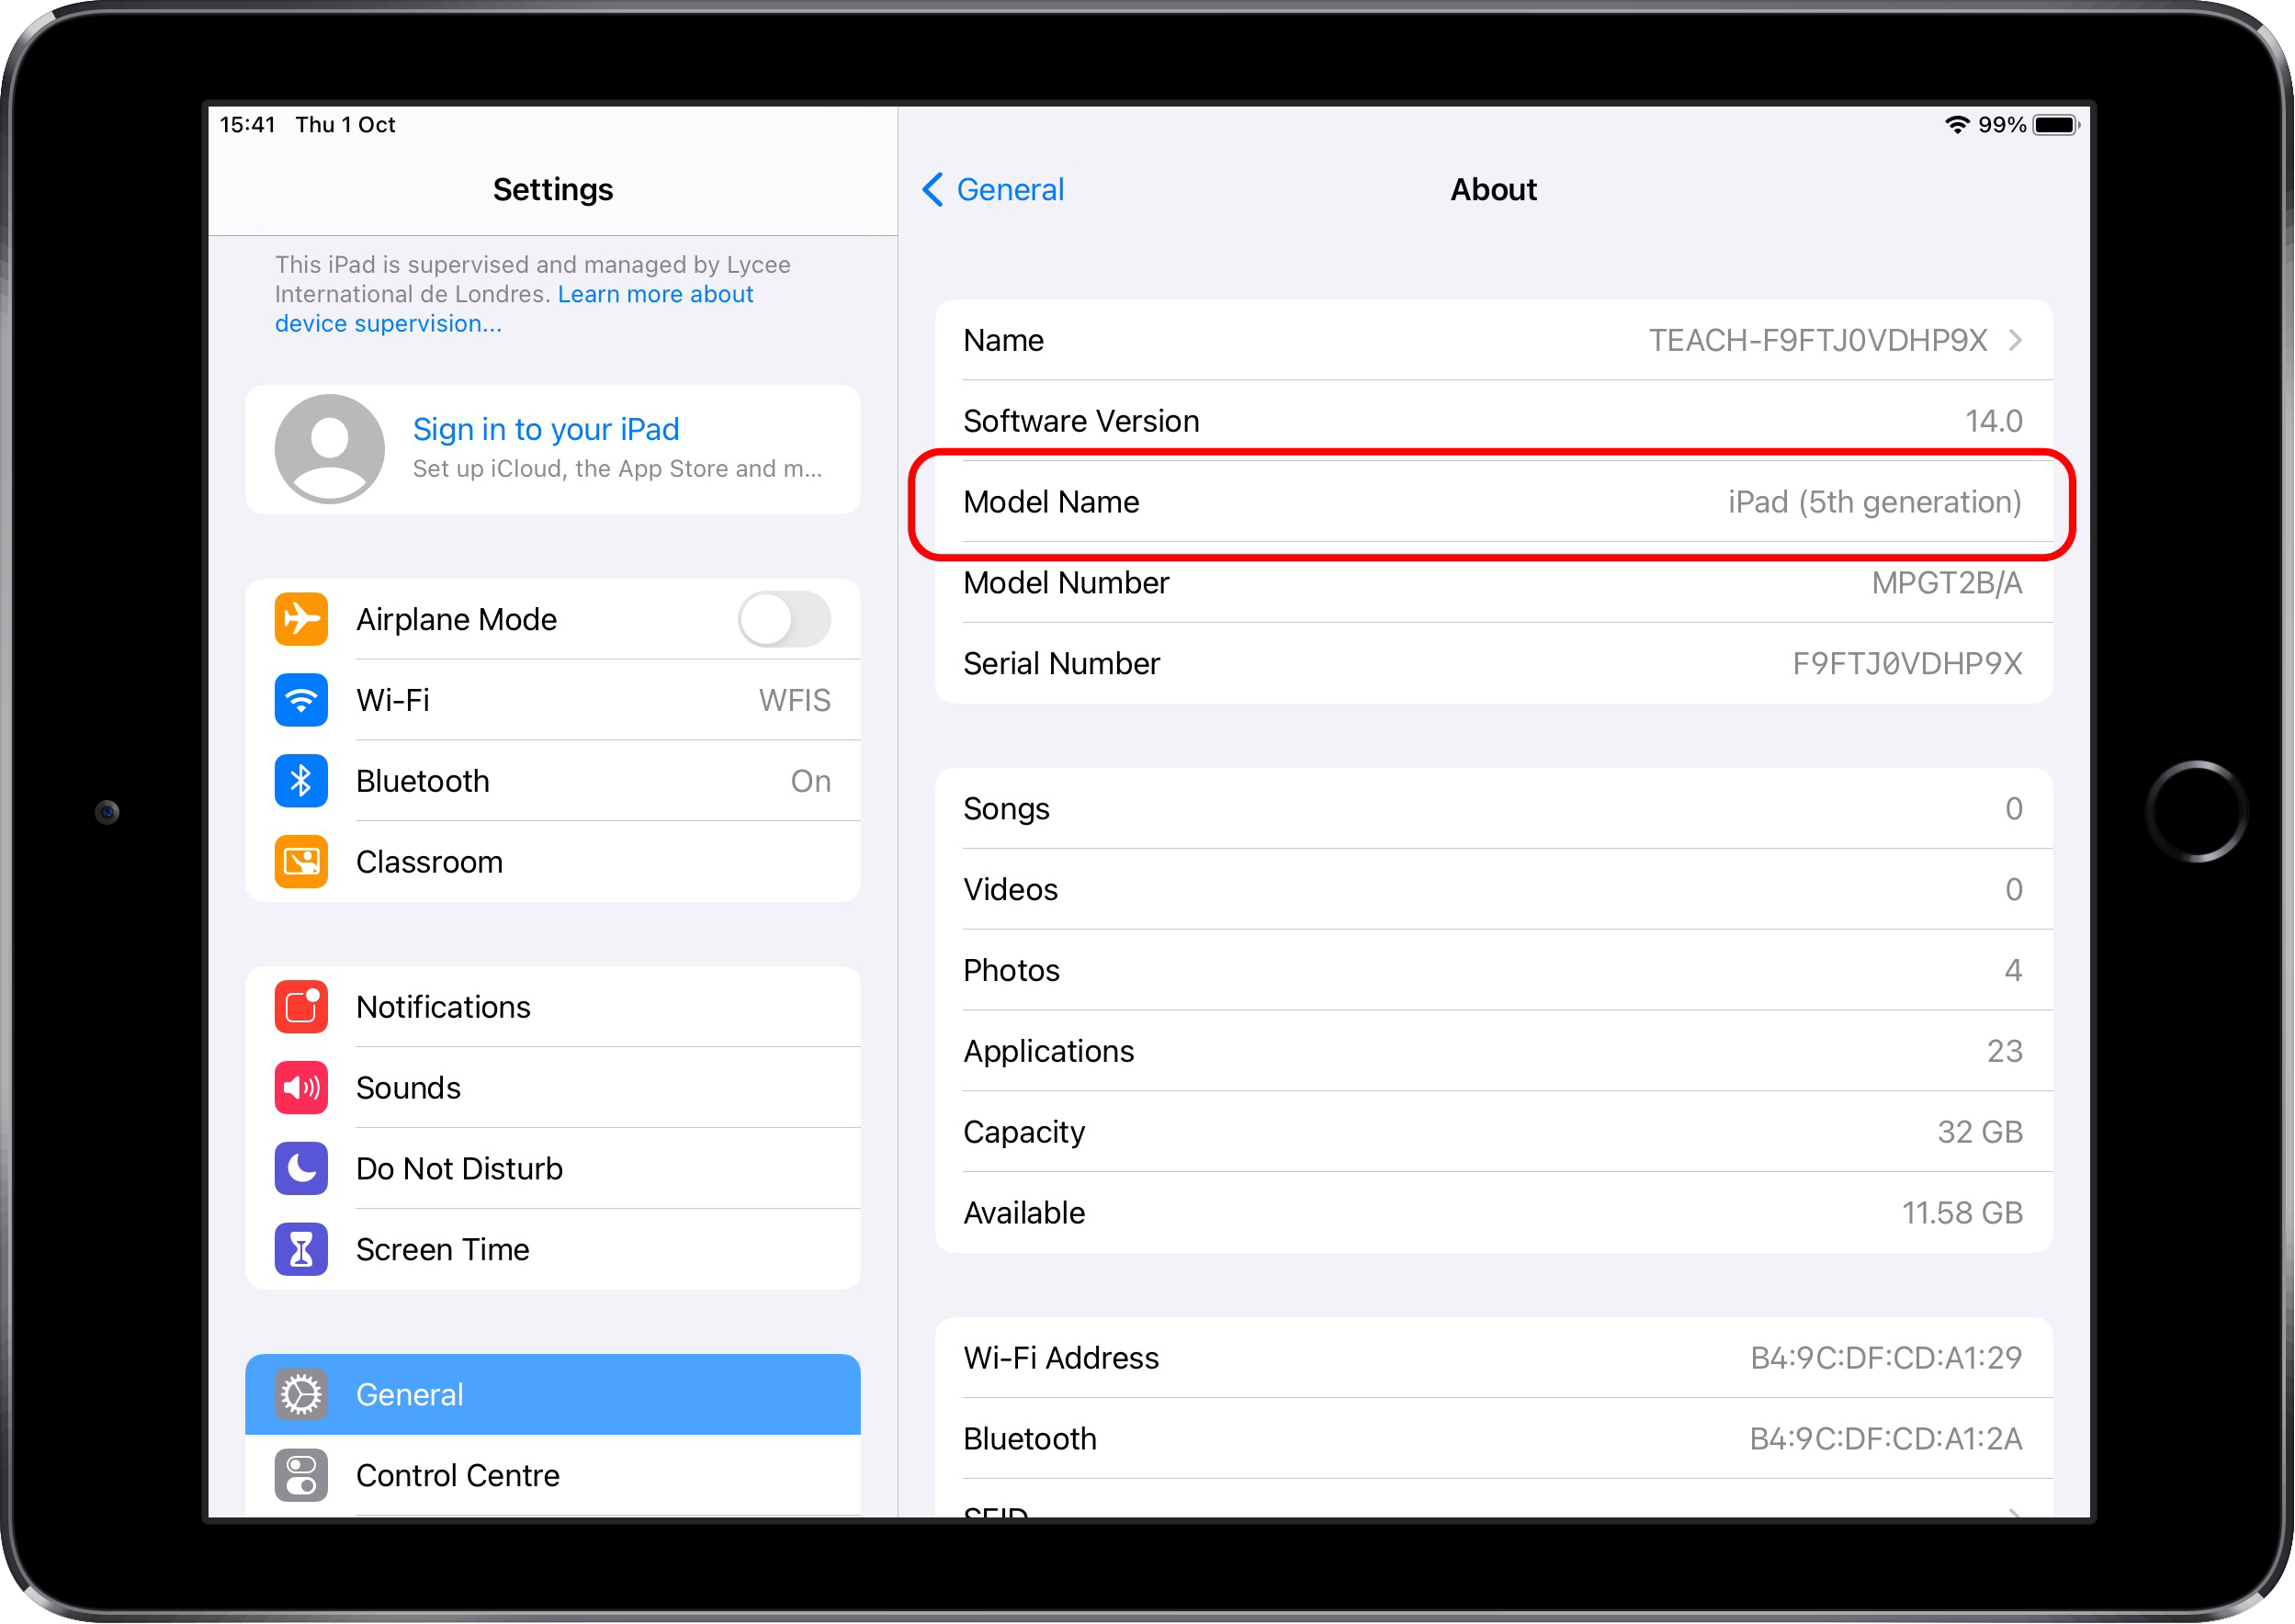 15:41 Thu 1 Oct
99%
Settings
This iPad is supervised and managed by Lycee
International de Londres. Learn more about
device supervision...
Sign in to your iPad
Set up iCloud, the App Store and m...
Airplane Mode
Wi-Fi WFIS
Bluetooth On
Classroom
Notifications
Sounds
Do Not Disturb
Screen Time
General
Control Centre
General
About
Name TEACH-F9FTJ0VDHP9X
Software Version 14.0
Model Name iPad (5th generation)
Model Number MPGT2B/A
Serial Number F9FTJ0VDHP9X
Songs 0
Videos 0
Photos 4
Applications 23
Capacity 32 GB
Available 11.58 GB
Wi-Fi Address B4:9C:DF:CD:A1:29
Bluetooth B4:9C:DF:CD:A1:2A